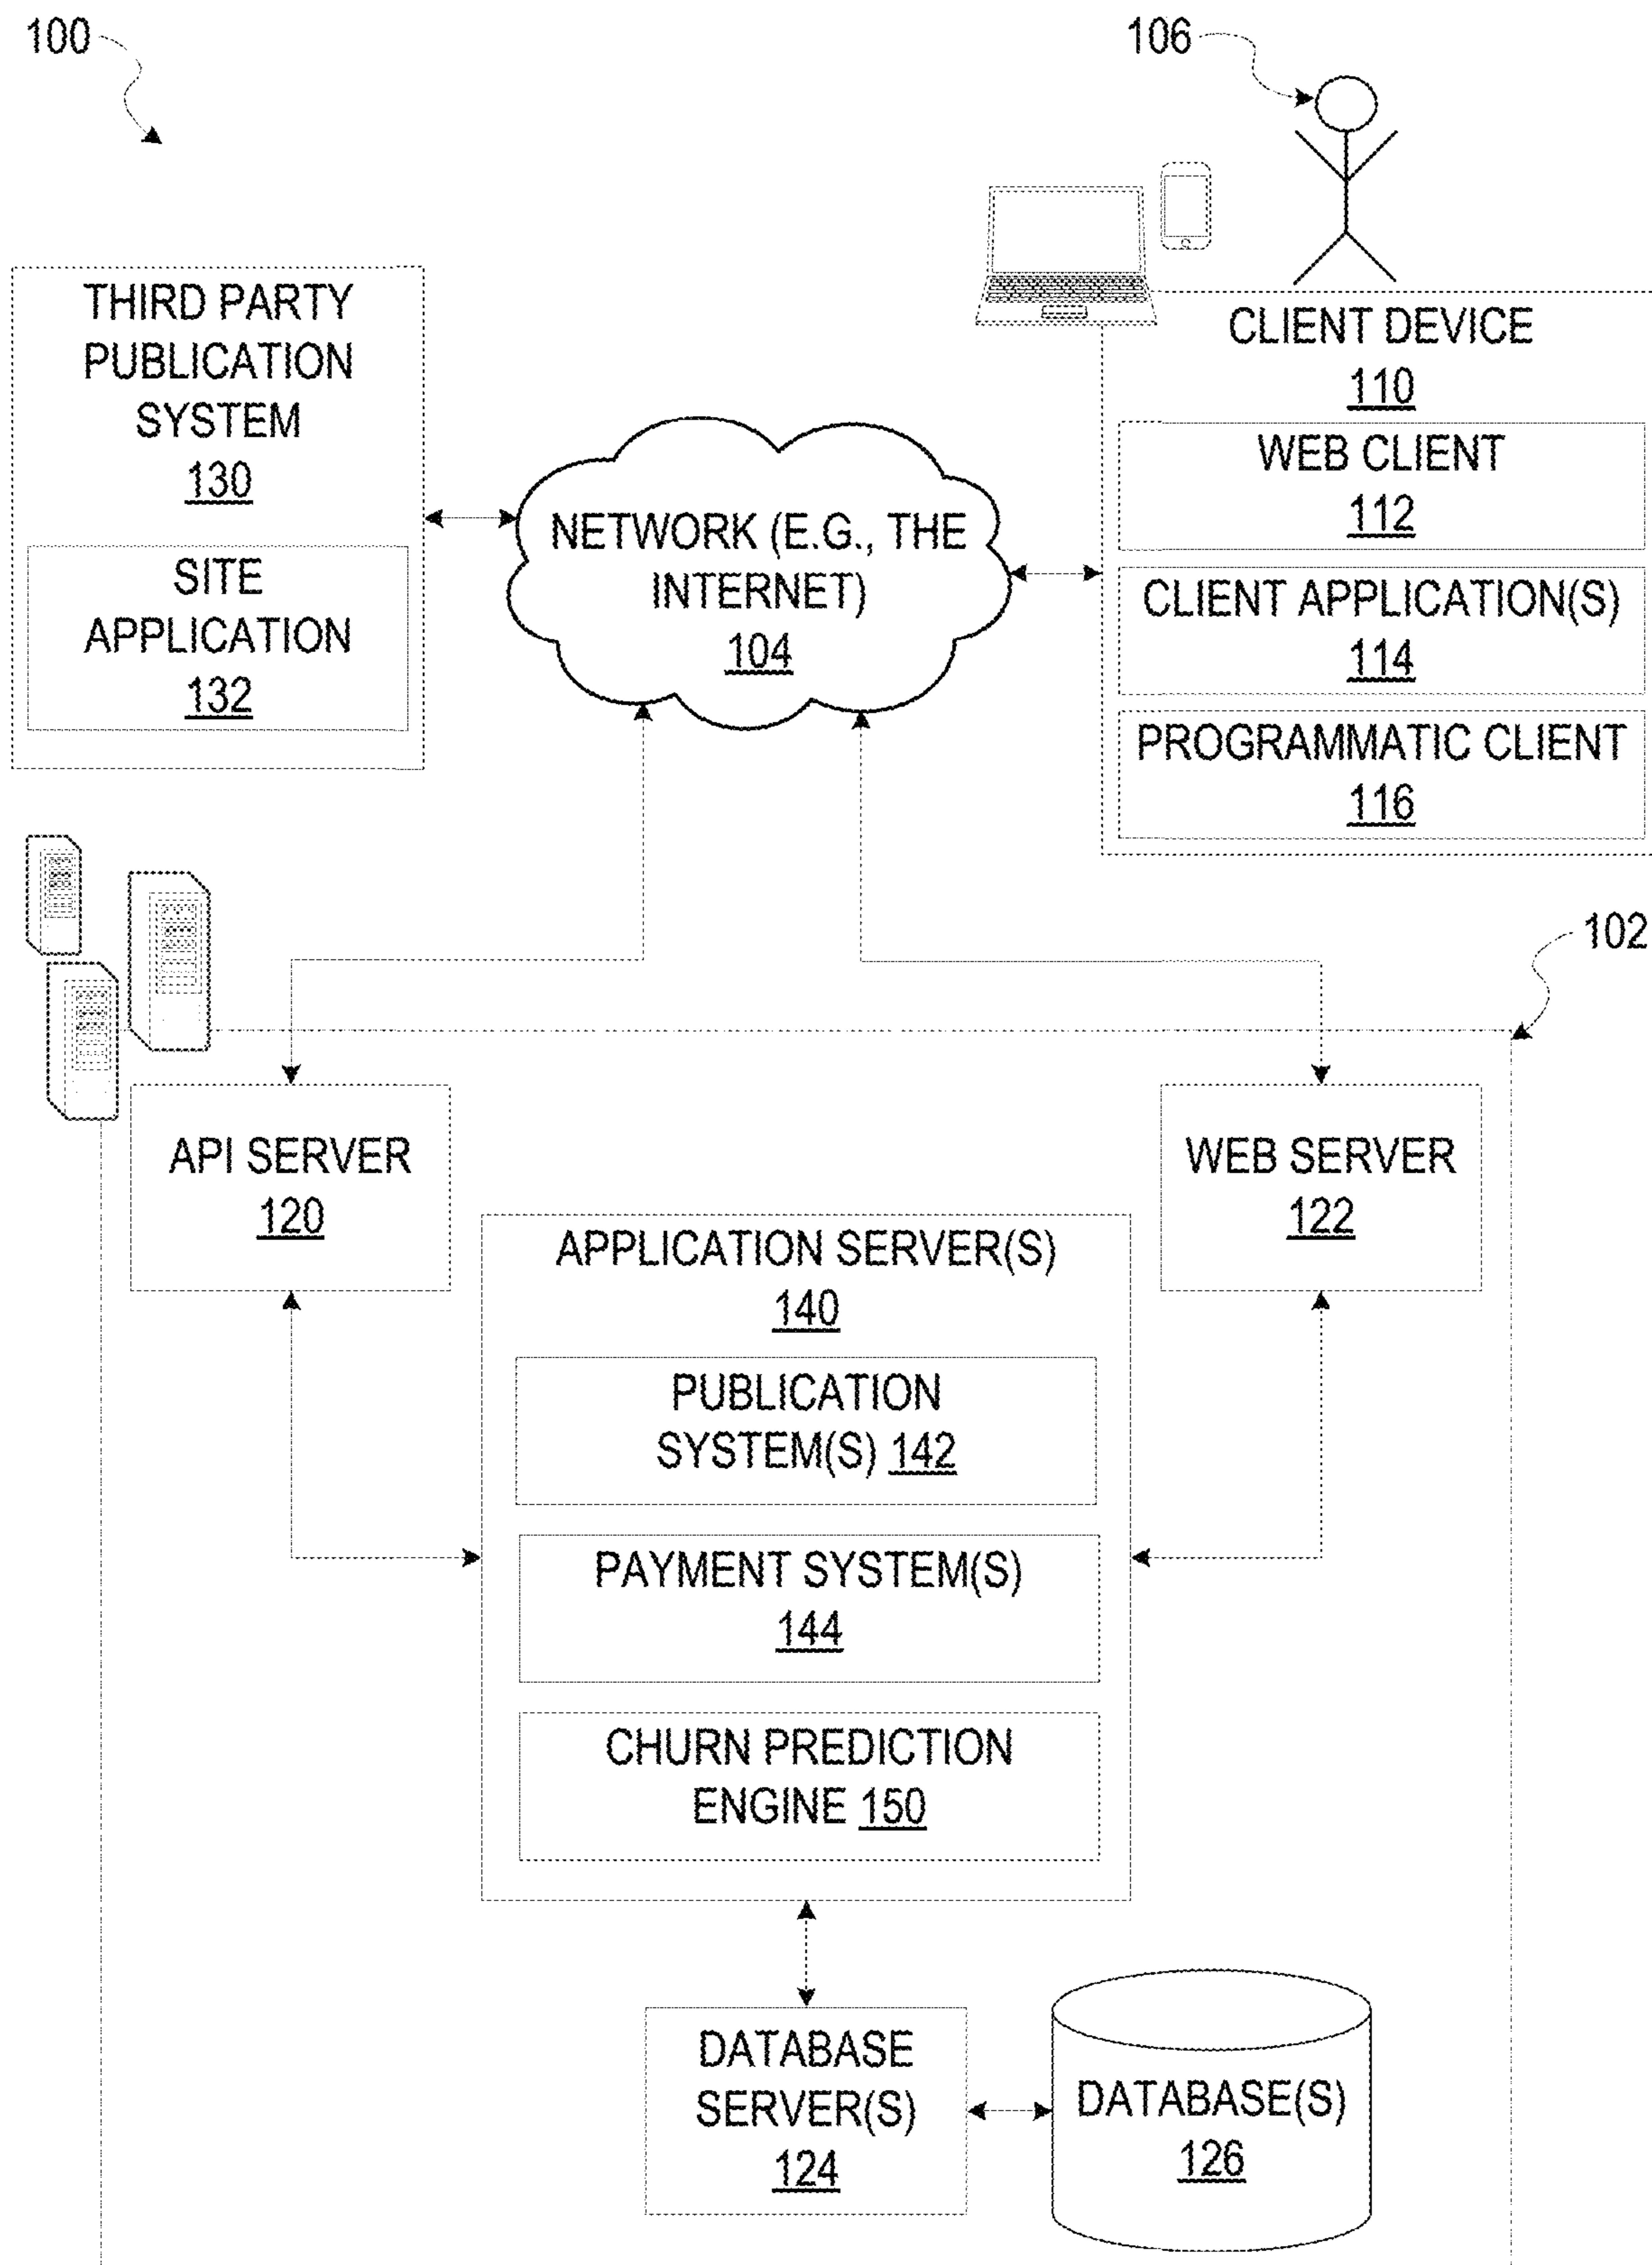 100
106
THIRD PARTY
PUBLICATION
SYSTEM
130
SITE
APPLICATION
132
NETWORK (E.G., THE
INTERNET)
104
CLIENT DEVICE
110
WEB CLIENT
112
CLIENT APPLICATION(S)
114
PROGRAMMATIC CLIENT
116
102
API SERVER
120
WEB SERVER
122
APPLICATION SERVER(S)
140
PUBLICATION
SYSTEM(S) 142
PAYMENT SYSTEM(S)
144
CHURN PREDICTION
ENGINE 150
DATABASE
SERVER(S)
124
DATABASE(S)
126